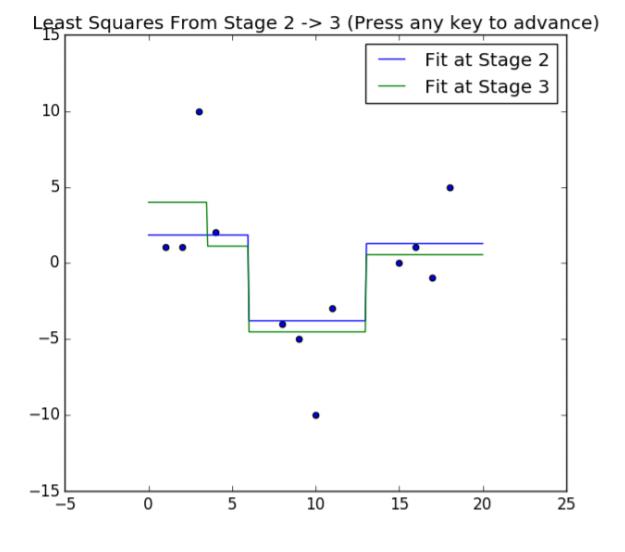 Least Squares From Stage 2 -> 3 (Press any key to advance)
15
10
5
0
−5
−10
−15
−5 0 5 10 15 20 25
Fit at Stage 2
Fit at Stage 3